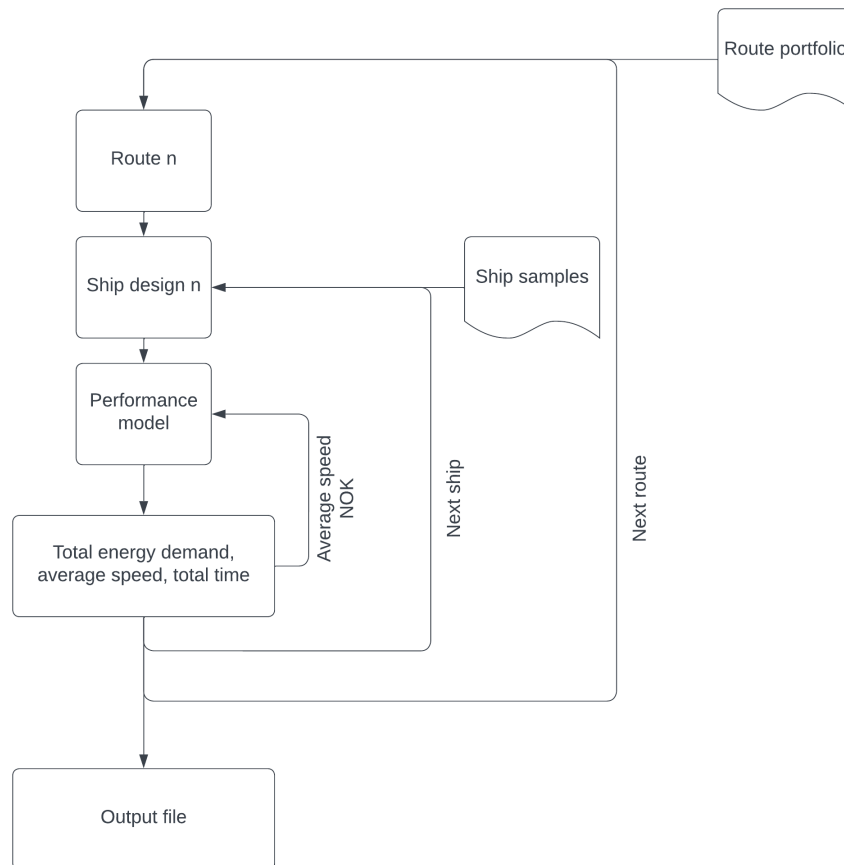 Route portfolio
Route n
Ship design n
Ship samples
Performance
model
Average speed
NOK
Next ship
Next route
Total energy demand,
average speed, total time
Output file